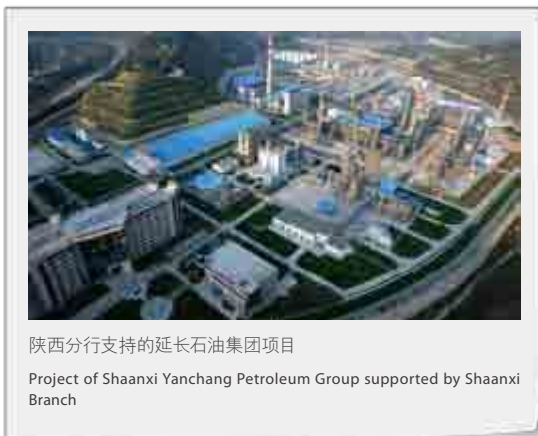 陕西分行支持的延长石油集团项目
Project of Shaanxi Yanchang Petroleum Group supported by Shaanxi
Branch